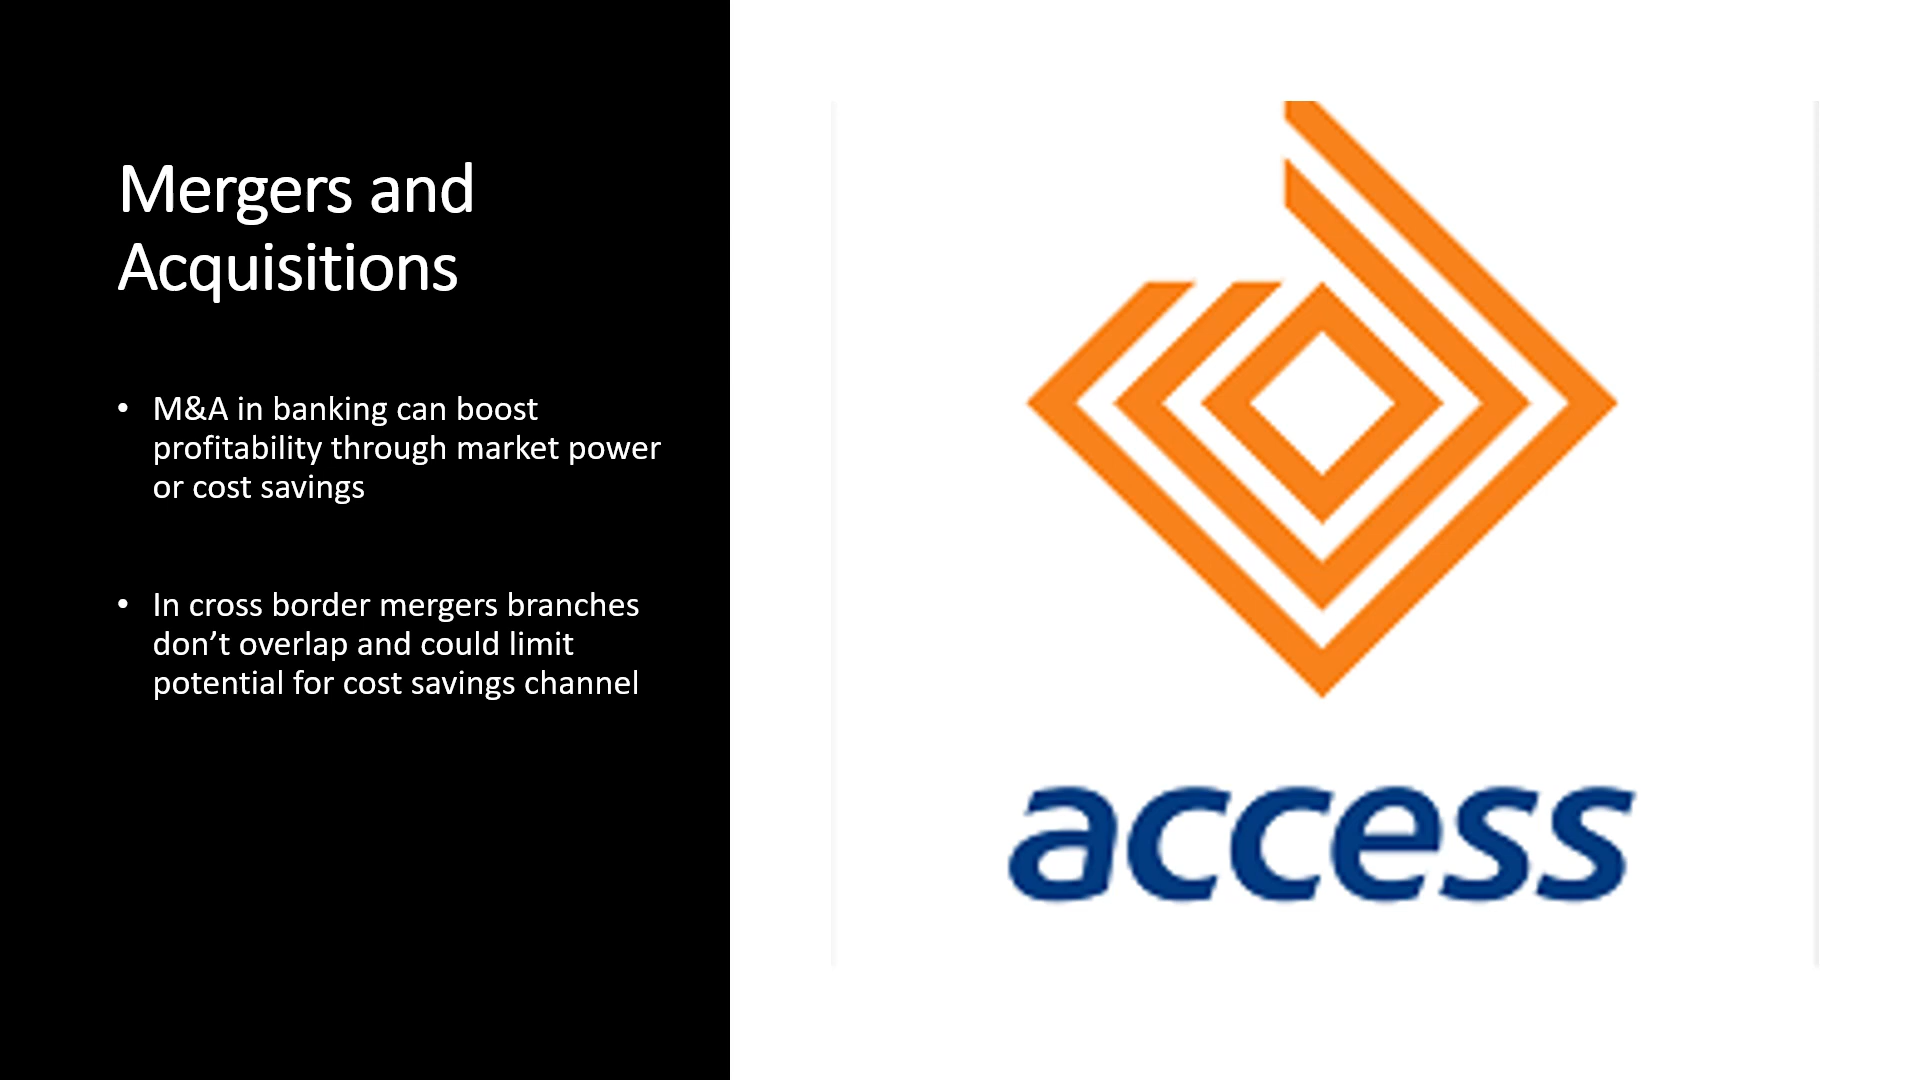 Mergers and
Acquisitions
• M&A in banking can boost
profitability through market power
or cost savings
• In cross border mergers branches
don’t overlap and could limit
potential for cost savings channel
access